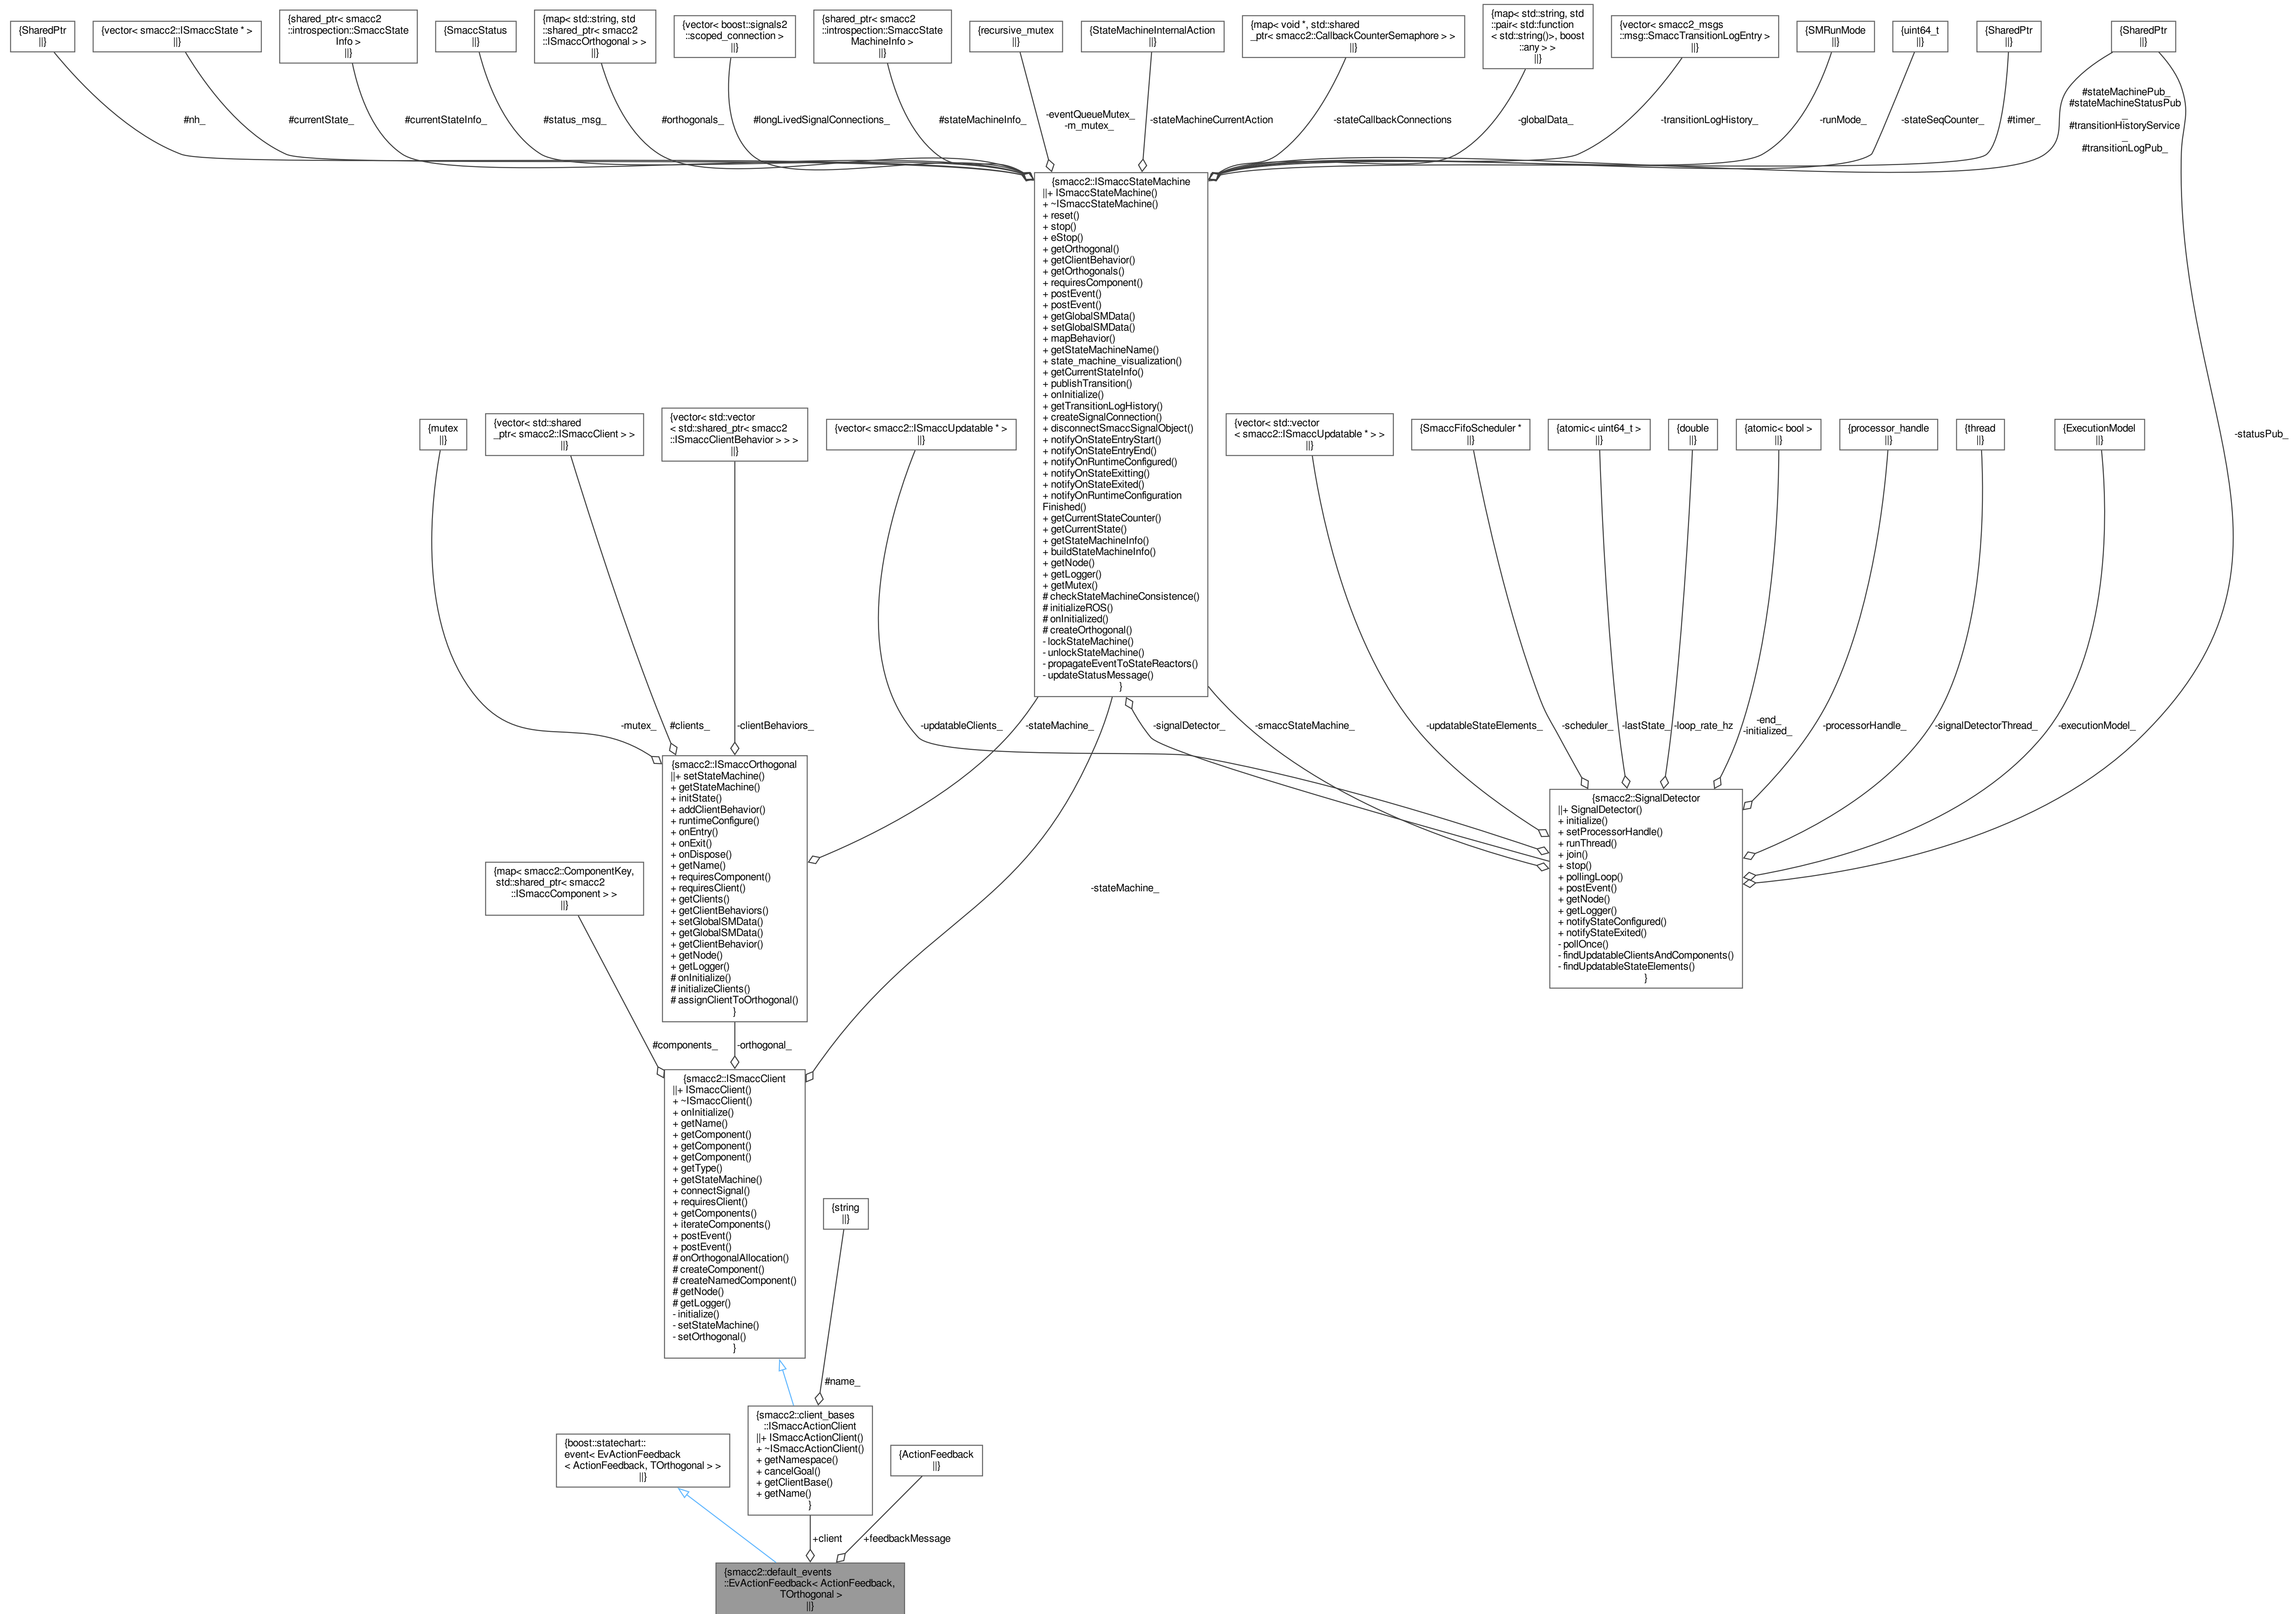 {SharedPtr
||}
{vector< smacc2::ISmaccState * >
||}
{shared_ptr< smacc2
::introspection::SmaccState
Info >
||}
{SmaccStatus
||}
{map< std::string, std
::shared_ptr< smacc2
::ISmaccOrthogonal > >
||}
{vector< boost::signals2
::scoped_connection >
||}
{shared_ptr< smacc2
::introspection::SmaccState
MachineInfo >
||}
{recursive_mutex
||}
{StateMachineInternalAction
||}
{map< void *, std::shared
_ptr< smacc2::CallbackCounterSemaphore > >
||}
{map< std::string, std
::pair< std::function
< std::string()>, boost
::any > >
||}
{vector< smacc2_msgs
::msg::SmaccTransitionLogEntry >
||}
{SMRunMode
||}
{uint64_t
||}
{SharedPtr
||}
{SharedPtr
||}
#nh_
#currentState_
#currentStateInfo_
#status_msg_
#orthogonals_
#longLivedSignalConnections_
#stateMachineInfo_
-eventQueueMutex_
-m_mutex_
-stateMachineCurrentAction
-stateCallbackConnections
-globalData_
-transitionLogHistory_
-runMode_
-stateSeqCounter_
#timer_
#stateMachinePub_
#stateMachineStatusPub
_
#transitionHistoryService
_
#transitionLogPub_
{smacc2::ISmaccStateMachine
||+ ISmaccStateMachine()
+ ~ISmaccStateMachine()
+ reset()
+ stop()
+ eStop()
+ getOrthogonal()
+ getClientBehavior()
+ getOrthogonals()
+ requiresComponent()
+ postEvent()
+ postEvent()
+ getGlobalSMData()
+ setGlobalSMData()
+ mapBehavior()
+ getStateMachineName()
+ state_machine_visualization()
+ getCurrentStateInfo()
+ publishTransition()
+ onInitialize()
+ getTransitionLogHistory()
+ createSignalConnection()
+ disconnectSmaccSignalObject()
+ notifyOnStateEntryStart()
+ notifyOnStateEntryEnd()
+ notifyOnRuntimeConfigured()
+ notifyOnStateExitting()
+ notifyOnStateExited()
+ notifyOnRuntimeConfiguration
Finished()
+ getCurrentStateCounter()
+ getCurrentState()
+ getStateMachineInfo()
+ buildStateMachineInfo()
+ getNode()
+ getLogger()
+ getMutex()
# checkStateMachineConsistence()
# initializeROS()
# onInitialized()
# createOrthogonal()
- lockStateMachine()
- unlockStateMachine()
- propagateEventToStateReactors()
- updateStatusMessage()
}
{mutex
||}
{vector< std::shared
_ptr< smacc2::ISmaccClient > >
||}
{vector< std::vector
< std::shared_ptr< smacc2
::ISmaccClientBehavior > > >
||}
{vector< smacc2::ISmaccUpdatable * >
||}
{vector< std::vector
< smacc2::ISmaccUpdatable * > >
||}
{SmaccFifoScheduler *
||}
{atomic< uint64_t >
||}
{double
||}
{atomic< bool >
||}
{processor_handle
||}
{thread
||}
{ExecutionModel
||}
-statusPub_
-mutex_
#clients_
-clientBehaviors_
-updatableClients_
-stateMachine_
-signalDetector_
-smaccStateMachine_
-updatableStateElements_
-scheduler_
-lastState_
-loop_rate_hz
-end_
-initialized_
-processorHandle_
-signalDetectorThread_
-executionModel_
{smacc2::ISmaccOrthogonal
||+ setStateMachine()
+ getStateMachine()
+ initState()
+ addClientBehavior()
+ runtimeConfigure()
+ onEntry()
+ onExit()
+ onDispose()
+ getName()
+ requiresComponent()
+ requiresClient()
+ getClients()
+ getClientBehaviors()
+ setGlobalSMData()
+ getGlobalSMData()
+ getClientBehavior()
+ getNode()
+ getLogger()
# onInitialize()
# initializeClients()
# assignClientToOrthogonal()
}
{smacc2::SignalDetector
||+ SignalDetector()
+ initialize()
+ setProcessorHandle()
+ runThread()
+ join()
+ stop()
+ pollingLoop()
+ postEvent()
+ getNode()
+ getLogger()
+ notifyStateConfigured()
+ notifyStateExited()
- pollOnce()
- findUpdatableClientsAndComponents()
- findUpdatableStateElements()
}
{map< smacc2::ComponentKey,
std::shared_ptr< smacc2
::ISmaccComponent > >
||}
-stateMachine_
#components_
-orthogonal_
{smacc2::ISmaccClient
||+ ISmaccClient()
+ ~ISmaccClient()
+ onInitialize()
+ getName()
+ getComponent()
+ getComponent()
+ getComponent()
+ getType()
+ getStateMachine()
+ connectSignal()
+ requiresClient()
+ getComponents()
+ iterateComponents()
+ postEvent()
+ postEvent()
# onOrthogonalAllocation()
# createComponent()
# createNamedComponent()
# getNode()
# getLogger()
- initialize()
- setStateMachine()
- setOrthogonal()
}
{string
||}
#name_
{smacc2::client_bases
::ISmaccActionClient
||+ ISmaccActionClient()
+ ~ISmaccActionClient()
+ getNamespace()
+ cancelGoal()
+ getClientBase()
+ getName()
}
{boost::statechart::
event< EvActionFeedback
< ActionFeedback, TOrthogonal > >
||}
{ActionFeedback
||}
+client
+feedbackMessage
{smacc2::default_events
::EvActionFeedback< ActionFeedback,
TOrthogonal >
||}